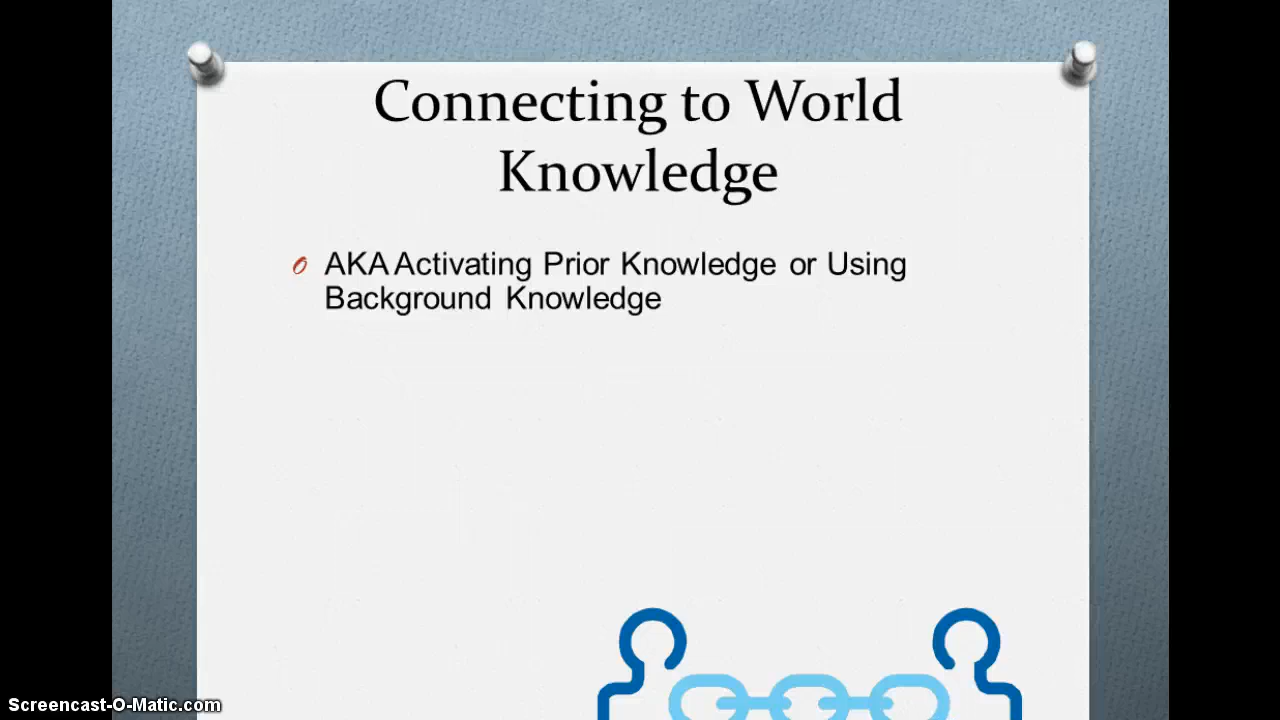 Connecting to World
Knowledge
AKA Activating Prior Knowledge or Using
Background Knowledge
Screencast-O-Matic.com